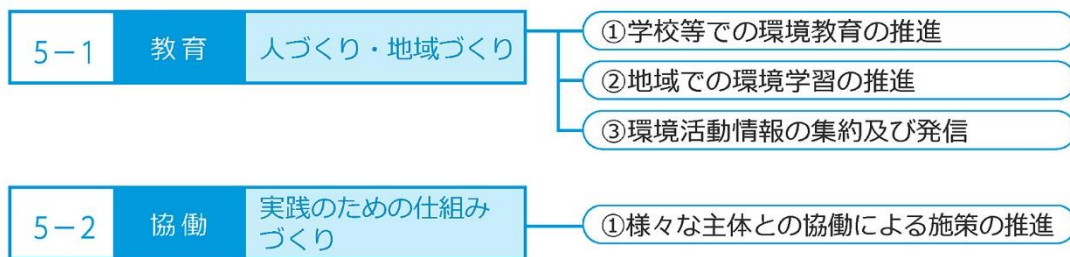 5－1 教育 人づくり・地域づくり
①学校等での環境教育の推進
②地域での環境学習の推進
③環境活動情報の集約及び発信
5－2 協働 実践のための仕組み
づくり
①様々な主体との協働による施策の推進